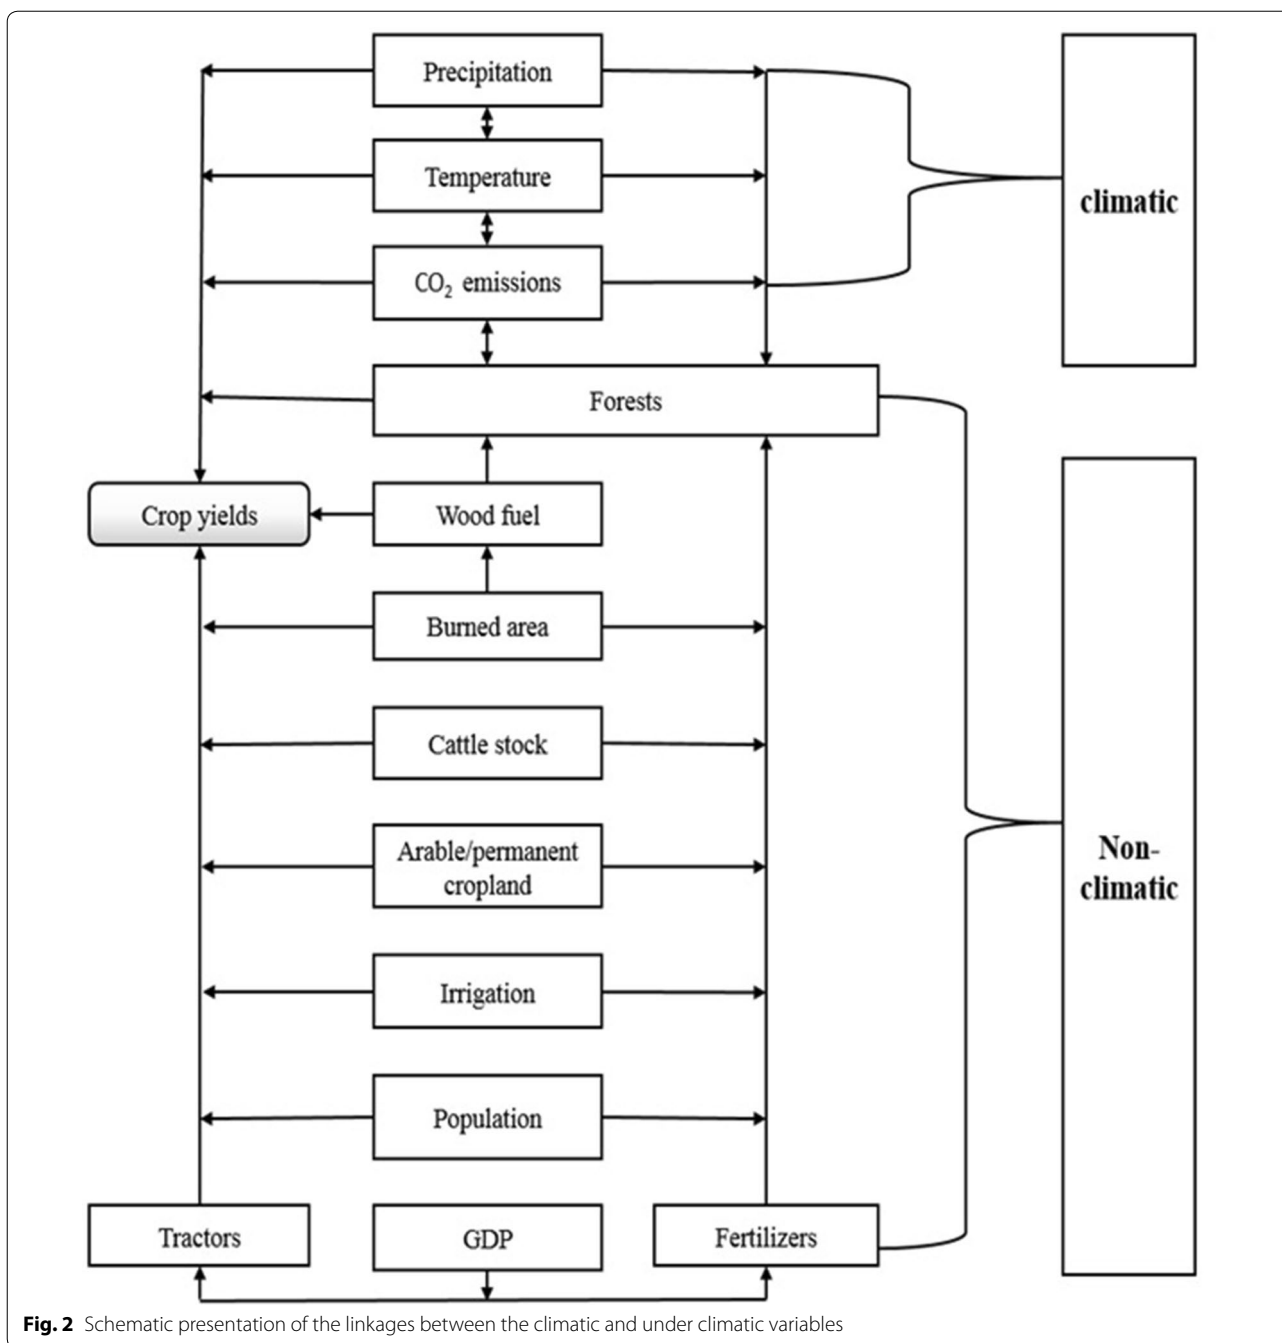 Precipitation
Temperature
CO₂ emissions
climatic
Forests
Crop yields
Wood fuel
Burned area
Cattle stock
Arable/permanent
cropland
Non-
climatic
Irrigation
Population
Tractors
GDP
Fertilizers
Fig. 2 Schematic presentation of the linkages between the climatic and under climatic variables